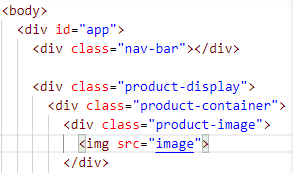 <body>
<div id="app">
<div class="nav-bar"></div>
<div class="product-display">
<div class="product-container">
<div class="product-image">
<img src="image">
</div>